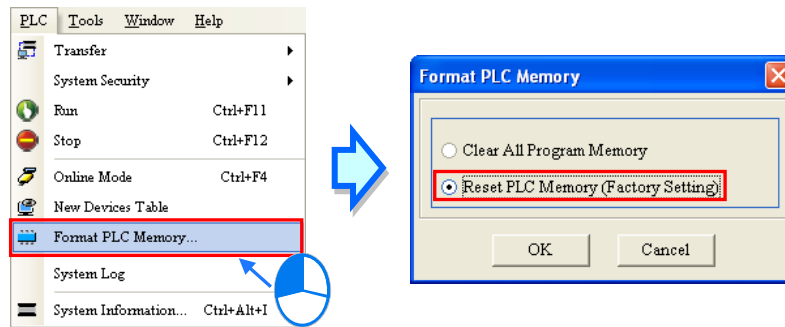 PLC Tools Window Help
Transfer
System Security
Run Ctrl+F11
Stop Ctrl+F12
Online Mode Ctrl+F4
New Devices Table
Format PLC Memory...
System Log
System Information... Ctrl+Alt+I
Format PLC Memory
Clear All Program Memory
Reset PLC Memory (Factory Setting)
OK Cancel